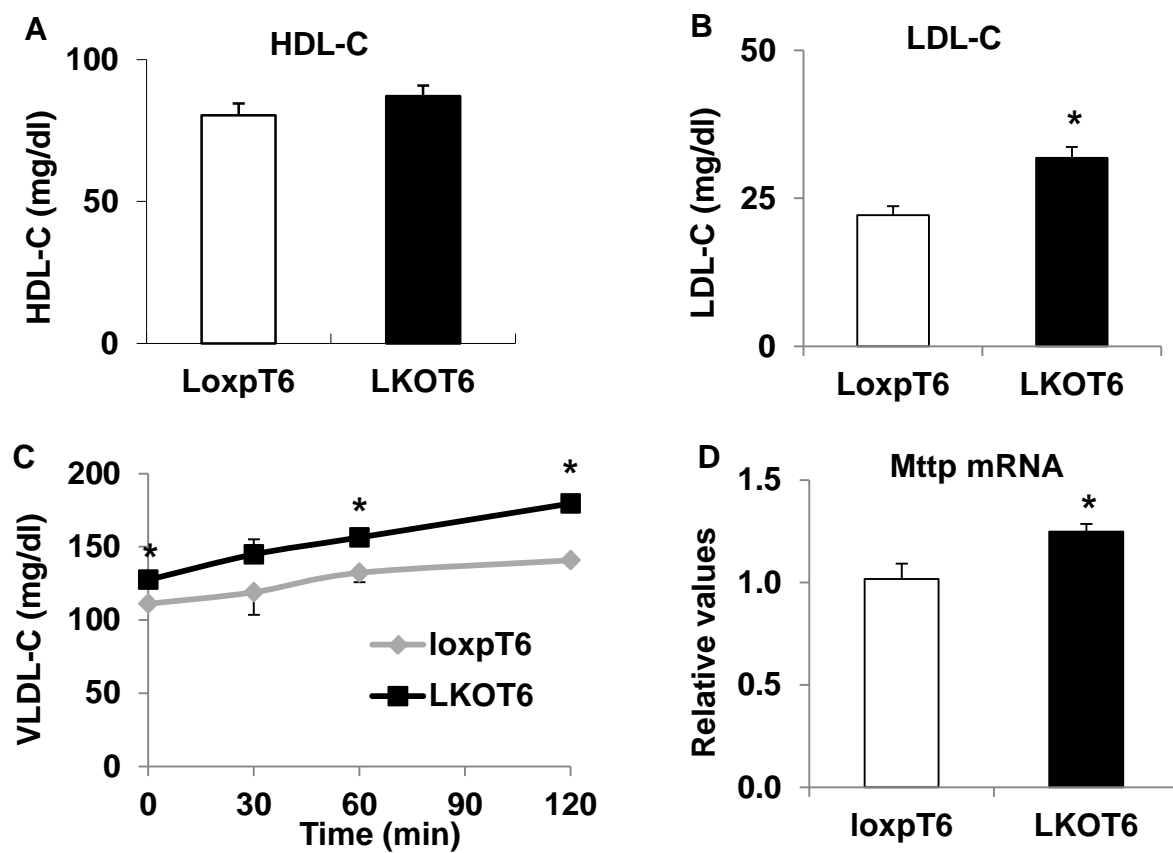 A
HDL-C
HDL-C (mg/dl)
100
50
0
LoxpT6 LKOT6
B
LDL-C
LDL-C (mg/dl)
50
25
0
*
LoxpT6 LKOT6
C
VLDL-C (mg/dl)
200
150
100
50
0
* * *
loxpT6
LKOT6
0 30 60 90 120
Time (min)
D
Mttp mRNA
Relative values
1.5
1.0
0.5
0.0
*
loxpT6 LKOT6